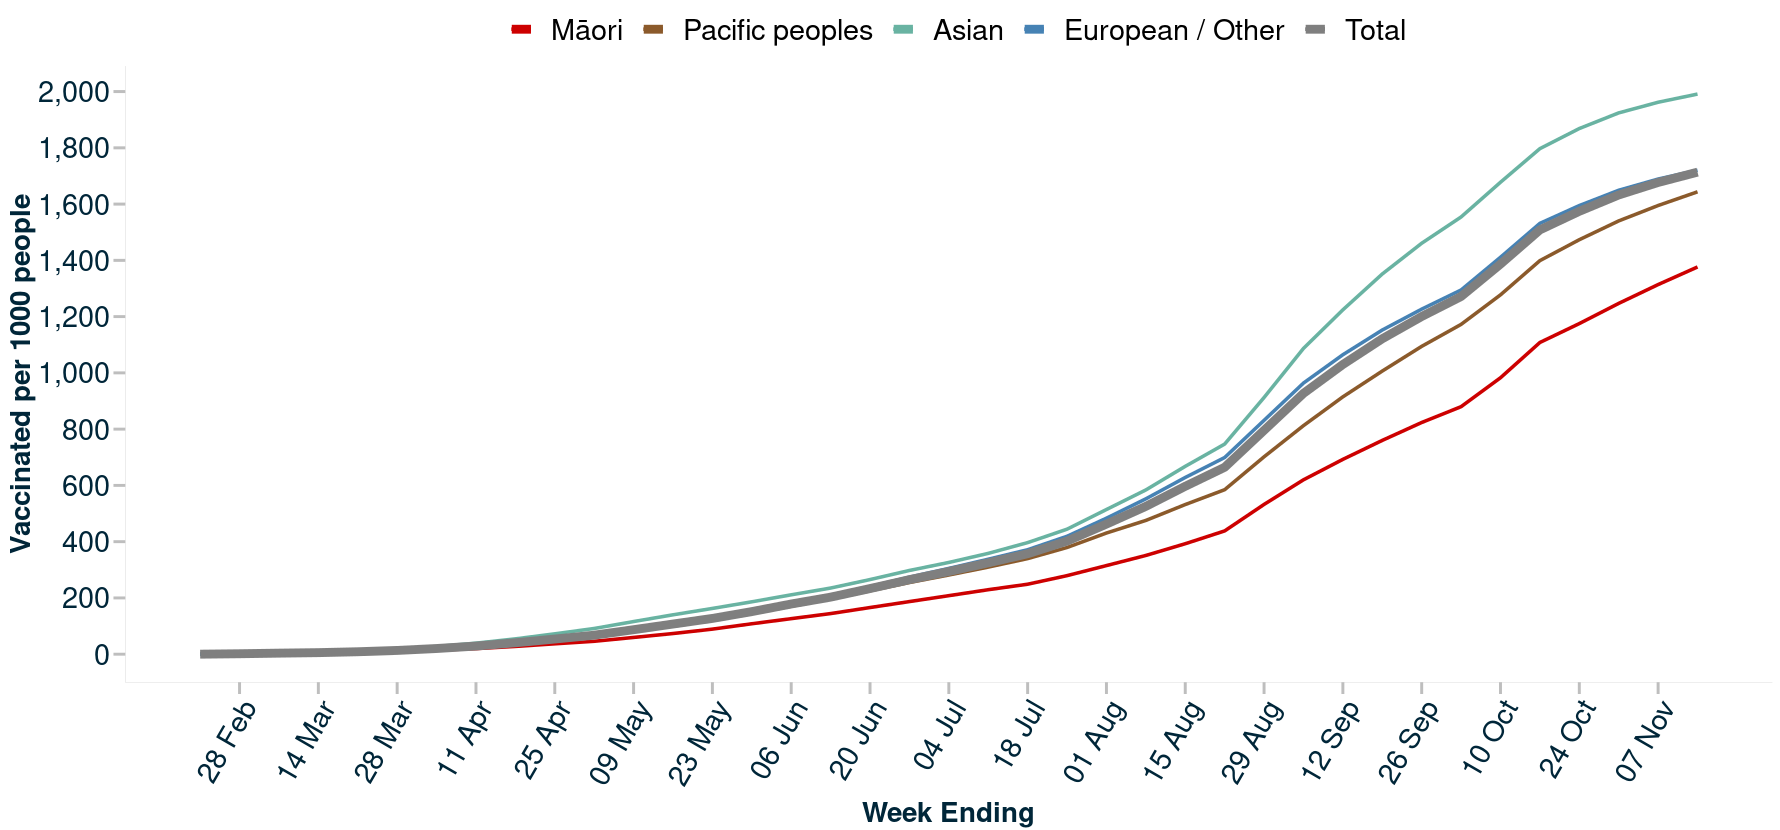 Māori Pacific peoples Asian European / Other Total
Vaccinated per 1000 people
2,000
1,800
1,600
1,400
1,200
1,000
800
600
400
200
0
28 Feb
14 Mar
28 Mar
11 Apr
25 Apr
09 May
23 May
06 Jun
20 Jun
04 Jul
18 Jul
01 Aug
15 Aug
29 Aug
12 Sep
26 Sep
10 Oct
24 Oct
07 Nov
Week Ending